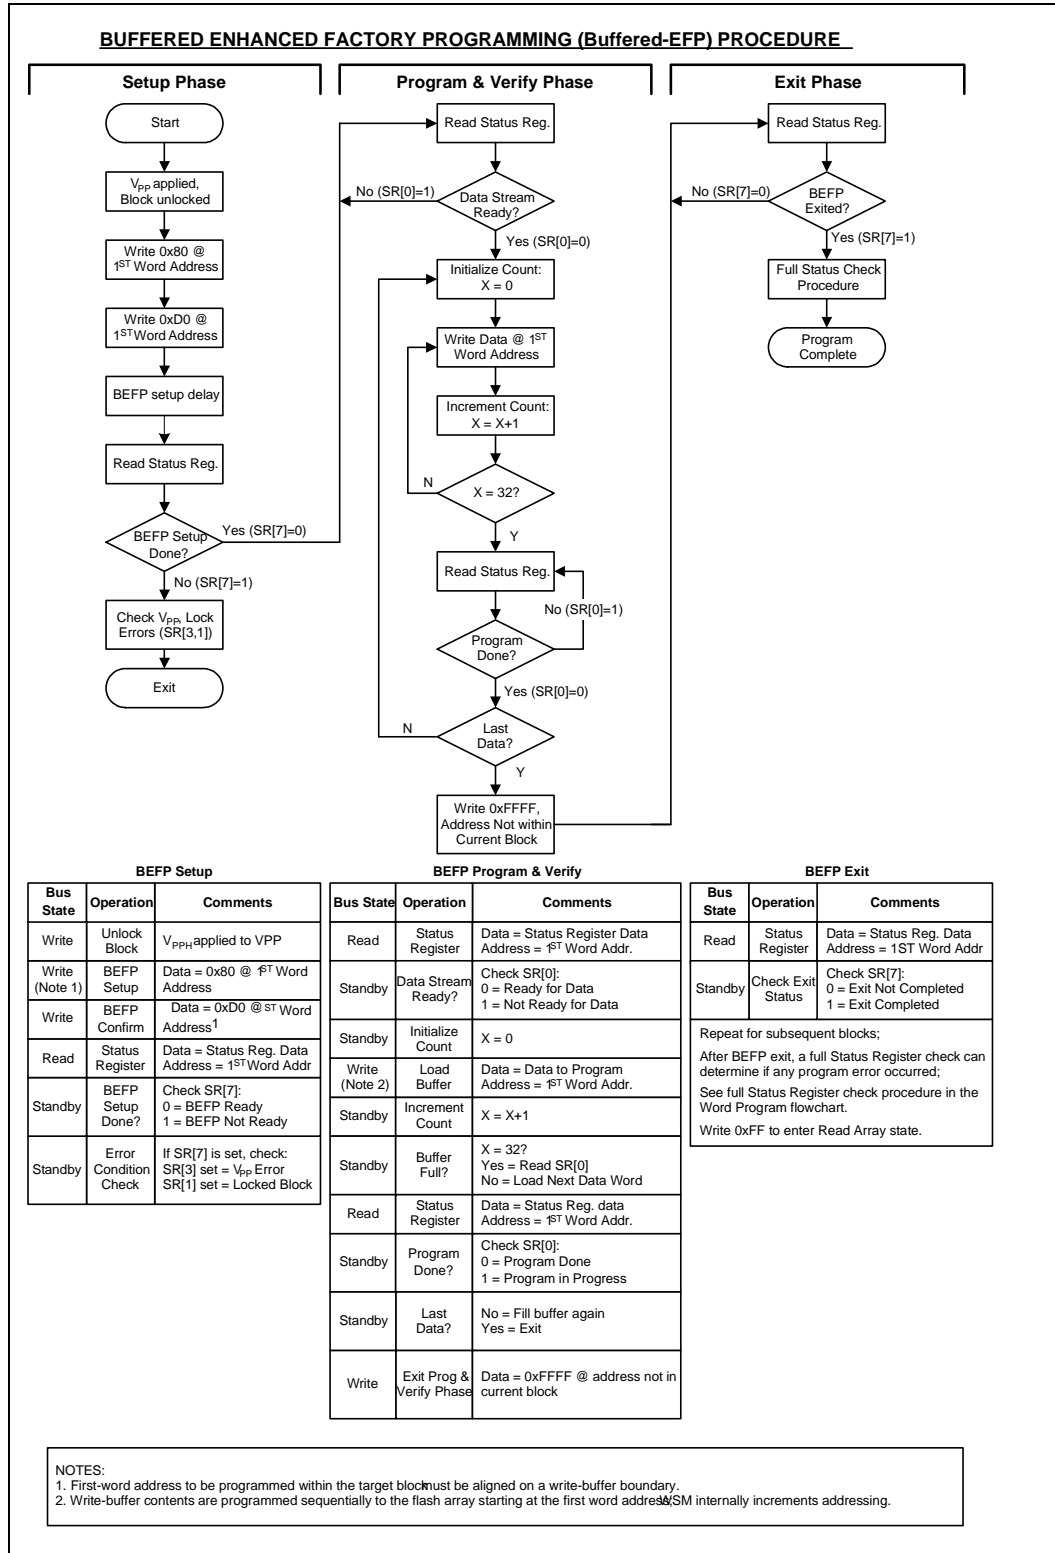 BUFFERED ENHANCED FACTORY PROGRAMMING (Buffered-EFP) PROCEDURE
Setup Phase
Start
VPP applied,
Block unlocked
Write 0x80 @
1ST Word Address
Write 0xD0 @
1ST Word Address
BEFP setup delay
Read Status Reg.
BEFP Setup
Done?
Yes (SR[7]=0)
No (SR[7]=1)
Check VPP, Lock
Errors (SR[3,1])
Exit
Program & Verify Phase
Read Status Reg.
No (SR[0]=1)
Data Stream
Ready?
Yes (SR[0]=0)
Initialize Count:
X = 0
Write Data @ 1ST
Word Address
Increment Count:
X = X+1
N
X = 32?
Y
Read Status Reg.
No (SR[0]=1)
Program
Done?
Yes (SR[0]=0)
N
Last
Data?
Y
Write 0xFFFF,
Address Not within
Current Block
Exit Phase
Read Status Reg.
No (SR[7]=0)
BEFP
Exited?
Yes (SR[7]=1)
Full Status Check
Procedure
Program
Complete
BEFP Setup
Bus
State
Operation
Comments
Write
Unlock
Block
VPPH applied to VPP
Write
(Note 1)
BEFP
Setup
Data = 0x80 @ 1ST Word
Address
Write
BEFP
Confirm
Data = 0xD0 @ ST Word
Address1
Read
Status
Register
Data = Status Reg. Data
Address = 1ST Word Addr
Standby
BEFP
Setup
Done?
Check SR[7]:
0 = BEFP Ready
1 = BEFP Not Ready
Standby
Error
Condition
Check
If SR[7] is set, check:
SR[3] set = VPP Error
SR[1] set = Locked Block
BEFP Program & Verify
Bus State
Operation
Comments
Read
Status
Register
Data = Status Register Data
Address = 1ST Word Addr.
Standby
Data Stream
Ready?
Check SR[0]:
0 = Ready for Data
1 = Not Ready for Data
Standby
Initialize
Count
X = 0
Write
(Note 2)
Load
Buffer
Data = Data to Program
Address = 1ST Word Addr.
Standby
Increment
Count
X = X+1
Standby
Buffer
Full?
X = 32?
Yes = Read SR[0]
No = Load Next Data Word
Read
Status
Register
Data = Status Reg. data
Address = 1ST Word Addr.
Standby
Program
Done?
Check SR[0]:
0 = Program Done
1 = Program in Progress
Standby
Last
Data?
No = Fill buffer again
Yes = Exit
Write
Exit Prog &
Verify Phase
Data = 0xFFFF @ address not in
current block
BEFP Exit
Bus
State
Operation
Comments
Read
Status
Register
Data = Status Reg. Data
Address = 1ST Word Addr
Standby
Check Exit
Status
Check SR[7]:
0 = Exit Not Completed
1 = Exit Completed
Repeat for subsequent blocks;
After BEFP exit, a full Status Register check can
determine if any program error occurred;
See full Status Register check procedure in the
Word Program flowchart.
Write 0xFF to enter Read Array state.
NOTES:
1. First-word address to be programmed within the target block must be aligned on a write-buffer boundary.
2. Write-buffer contents are programmed sequentially to the flash array starting at the first word address; WSM internally increments addressing.